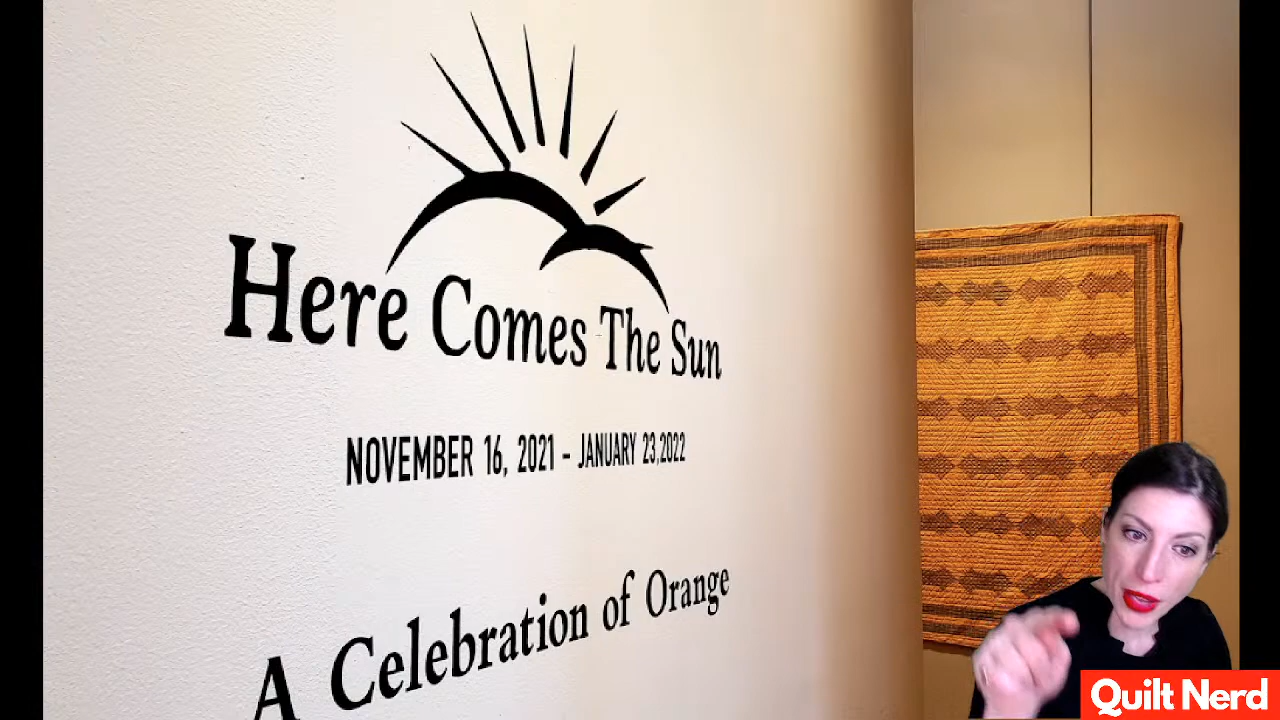 Here Comes The Sun
NOVEMBER 16, 2021 - JANUARY 23,2022
A Celebration of Orange
Quilt Nerd